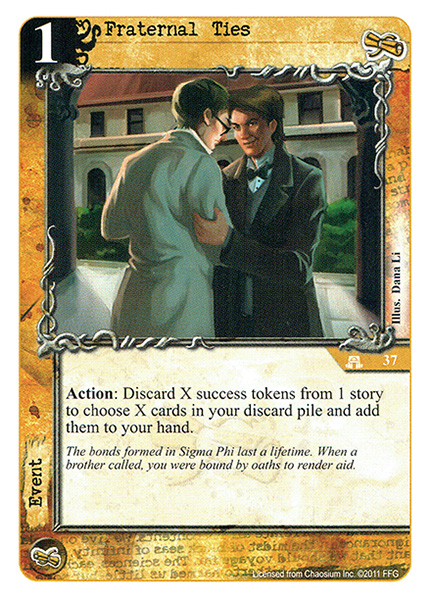 1
Fraternal Ties
Illus. Dana Li
37
Action: Discard X success tokens from 1 story
to choose X cards in your discard pile and add
them to your hand.
The bonds formed in Sigma Phi last a lifetime. When a
brother called, you were bound by oaths to render aid.
Event
Licensed from Chaosium Inc. ©2011 FFG